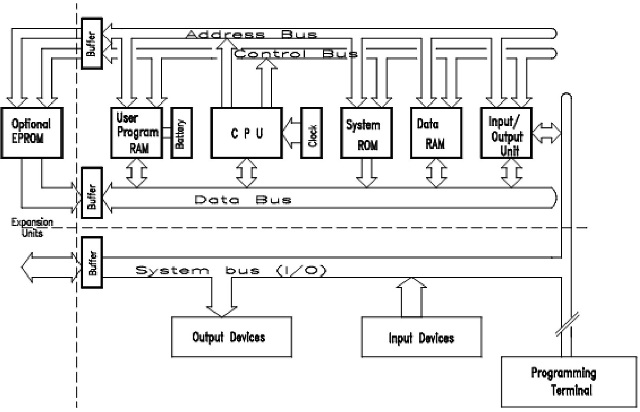 Address Bus
Buffer
Control Bus
Optional
EPROM
User
Program
RAM
Battery
C P U
Clock
System
ROM
Data
RAM
Input/
Output
Unit
Buffer
Data Bus
Expansion
Units
Buffer
System bus (I/O)
Output Devices
Input Devices
Programming
Terminal